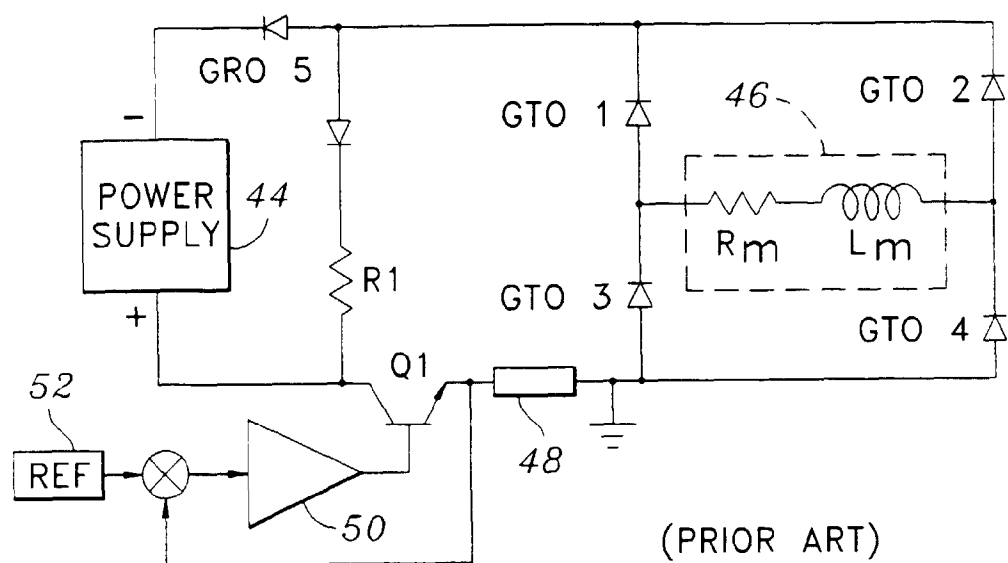 GRO 5
GTO 1
GTO 2
46
−
POWER
SUPPLY
44
Rm
Lm
R1
GTO 3
GTO 4
+
Q1
52
REF
48
50
(PRIOR ART)